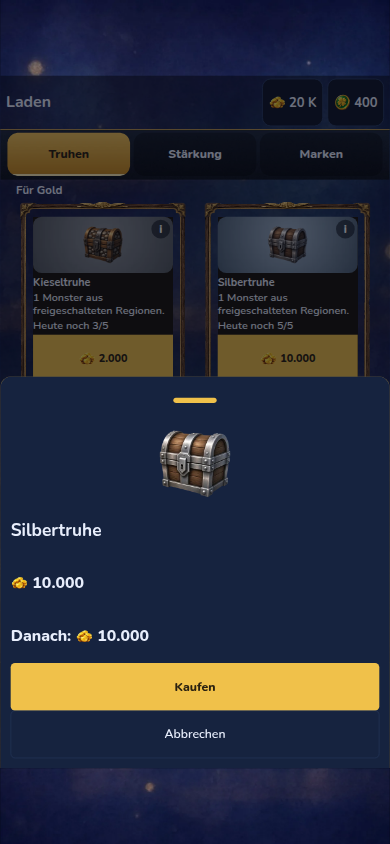 Laden
20 K
400
Truhen
Stärkung
Marken
Für Gold
i
Kieseltruhe
1 Monster aus
freigeschalteten Regionen.
Heute noch 3/5
2.000
i
Silbertruhe
1 Monster aus
freigeschalteten Regionen.
Heute noch 5/5
10.000
Silbertruhe
10.000
Danach: 10.000
Kaufen
Abbrechen